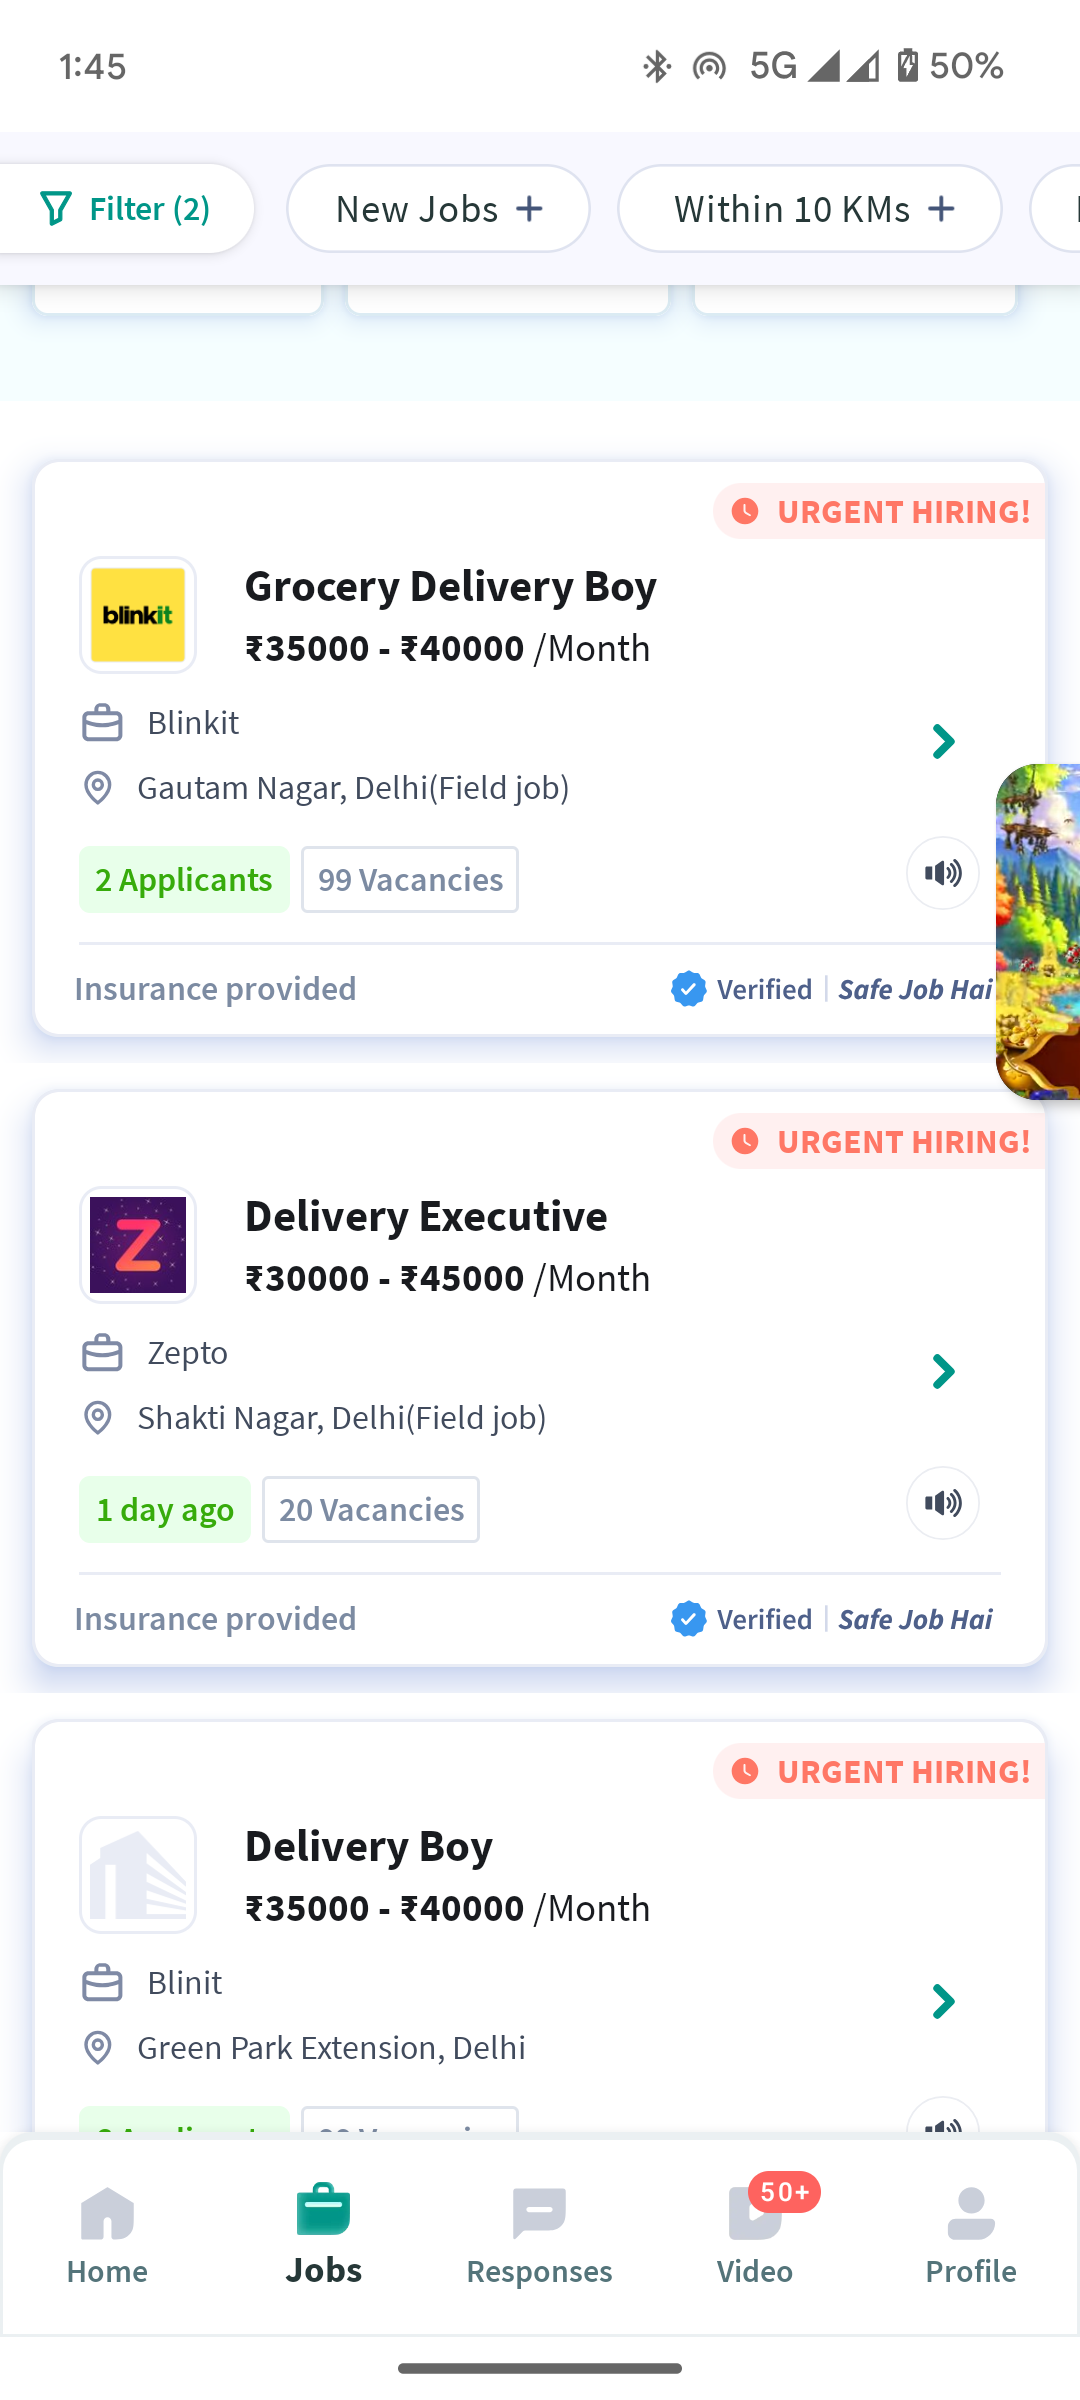 1:45
5G
50%
Filter (2)
New Jobs +
Within 10 KMs +
URGENT HIRING!
blinkit
Grocery Delivery Boy
₹35000 - ₹40000 /Month
Blinkit
Gautam Nagar, Delhi(Field job)
2 Applicants
99 Vacancies
Insurance provided
Verified | Safe Job Hai
URGENT HIRING!
Z
Delivery Executive
₹30000 - ₹45000 /Month
Zepto
Shakti Nagar, Delhi(Field job)
1 day ago
20 Vacancies
Insurance provided
Verified | Safe Job Hai
URGENT HIRING!
Delivery Boy
₹35000 - ₹40000 /Month
Blinit
Green Park Extension, Delhi
50+
Home
Jobs
Responses
Video
Profile